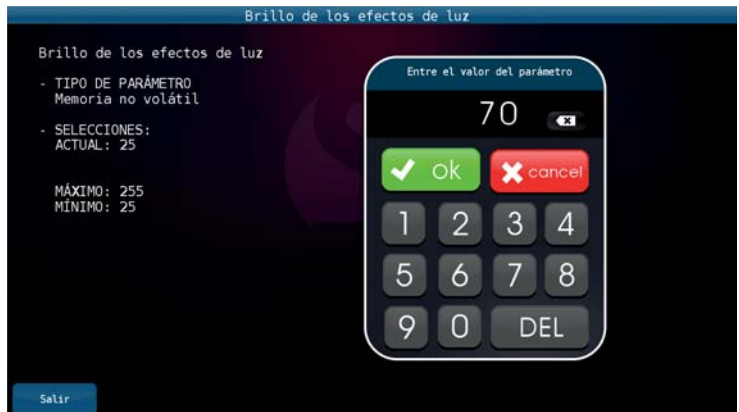 Brillo de los efectos de luz
Brillo de los efectos de luz
- TIPO DE PARÁMETRO
Memoria no volátil
- SELECCIONES:
ACTUAL: 25
MÁXIMO: 255
MÍNIMO: 25
Entre el valor del parámetro
70
ok
cancel
1 2 3 4
5 6 7 8
9 0 DEL
Salir